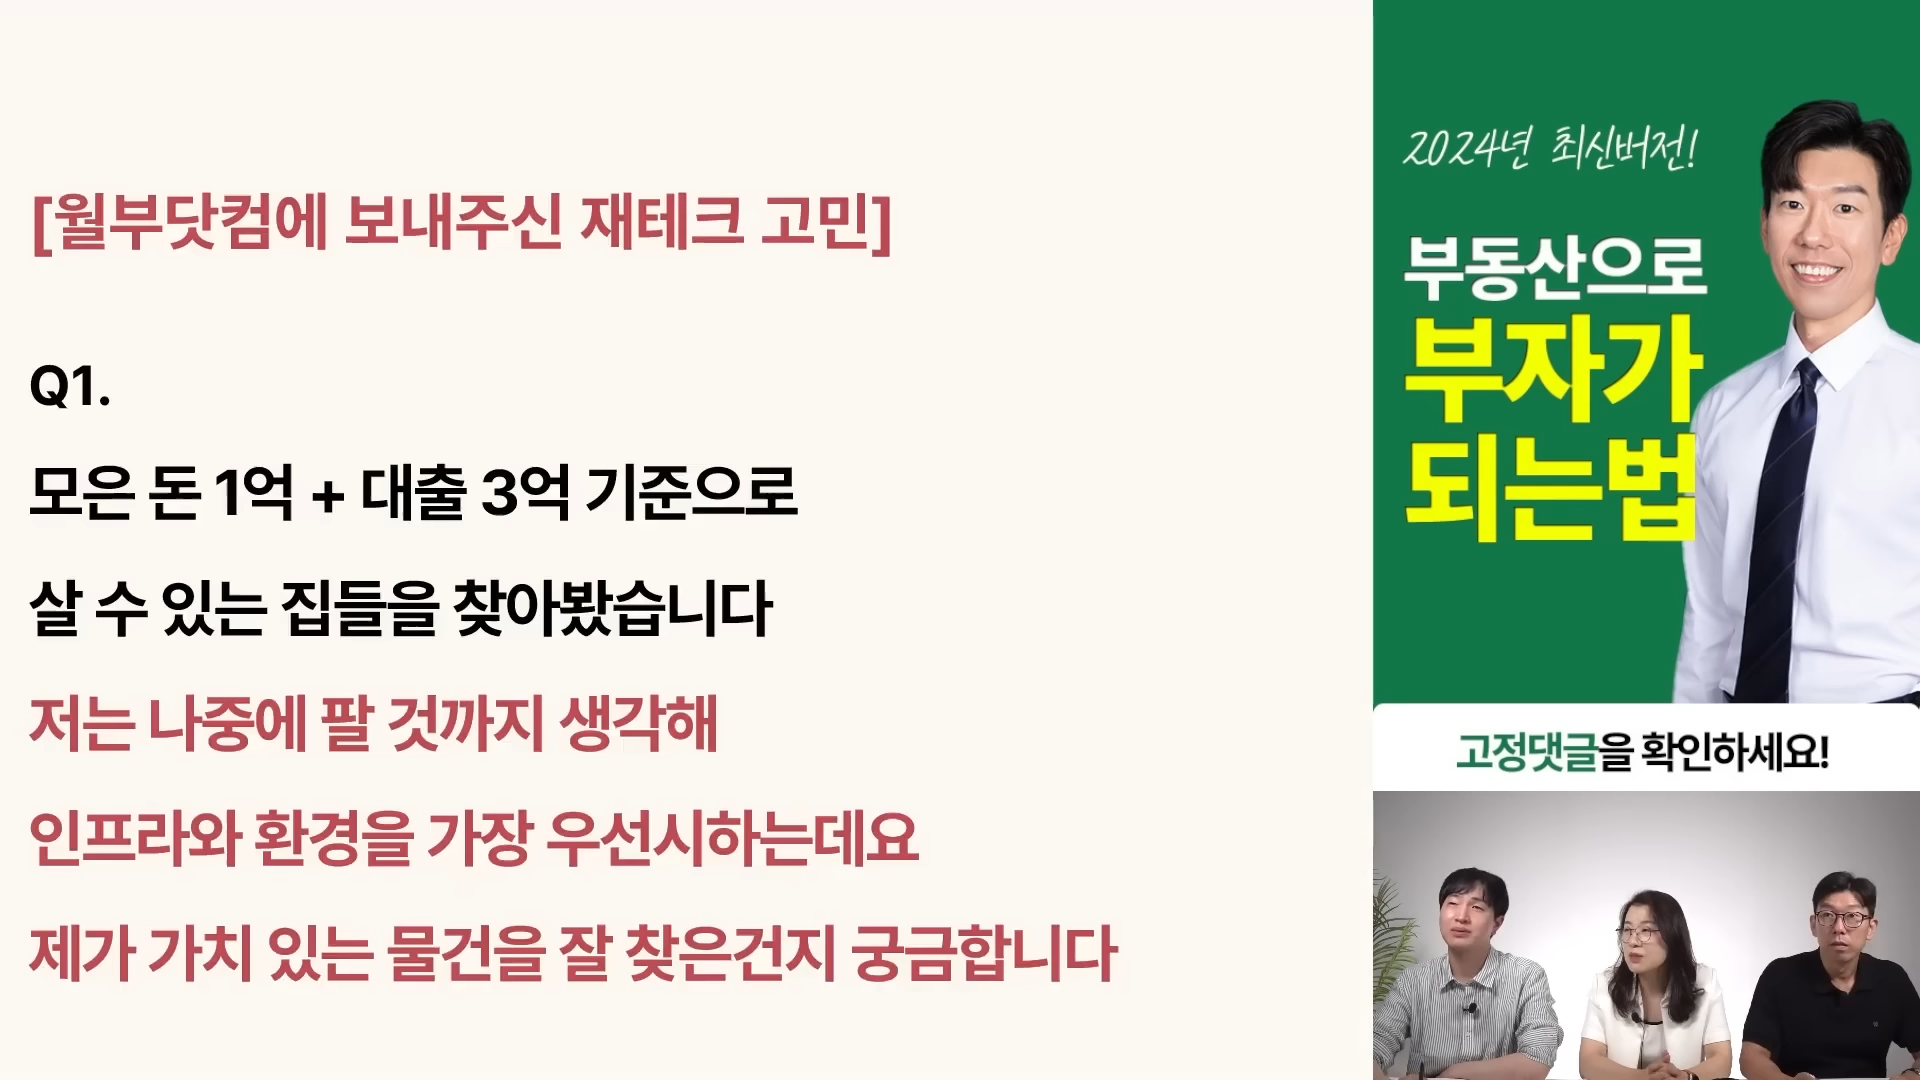 [월부닷컴에 보내주신 재테크 고민]
Q1.
모은 돈 1억 + 대출 3억 기준으로
살 수 있는 집들을 찾아봤습니다
저는 나중에 팔 것까지 생각해
인프라와 환경을 가장 우선시하는데요
제가 가치 있는 물건을 잘 찾은건지 궁금합니다
2024년 최신버전!
부동산으로
부자가
되는법
고정댓글을 확인하세요!